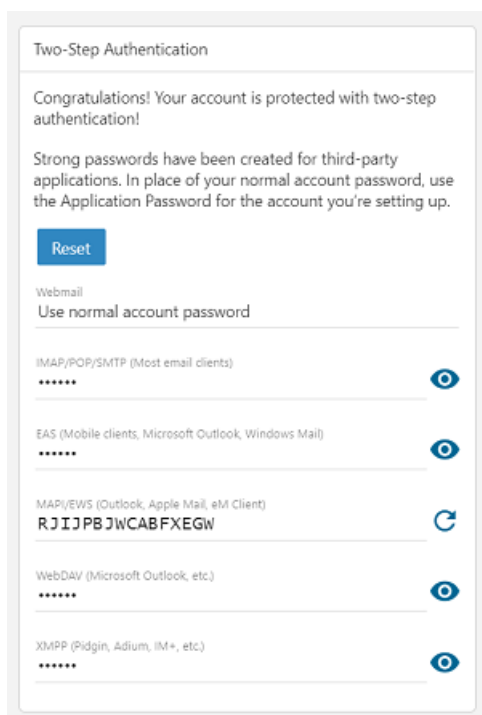 Two-Step Authentication
Congratulations! Your account is protected with two-step
authentication!
Strong passwords have been created for third-party
applications. In place of your normal account password, use
the Application Password for the account you're setting up.
Reset
Webmail
Use normal account password
IMAP/POP/SMTP (Most email clients)
••••••
EAS (Mobile clients, Microsoft Outlook, Windows Mail)
••••••
MAPI/EWS (Outlook, Apple Mail, eM Client)
RJIJPBJWCABFXEGW
WebDAV (Microsoft Outlook, etc.)
••••••
XMPP (Pidgin, Adium, IM+, etc.)
••••••